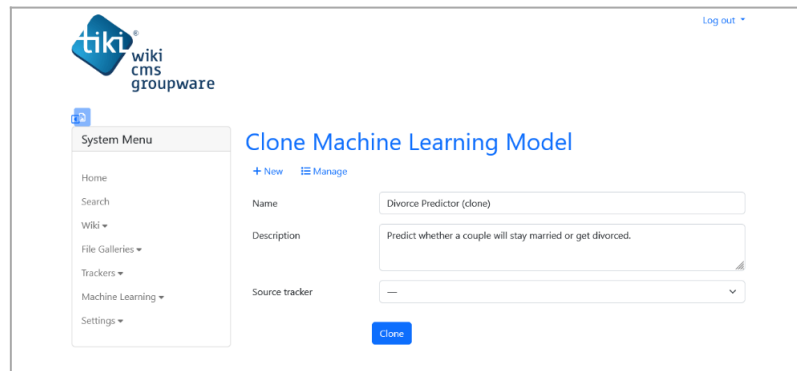 Log out
tiki®
wiki
cms
groupware
System Menu
Home
Search
Wiki
File Galleries
Trackers
Machine Learning
Settings
Clone Machine Learning Model
+ New Manage
Name Divorce Predictor (clone)
Description Predict whether a couple will stay married or get divorced.
Source tracker —
Clone